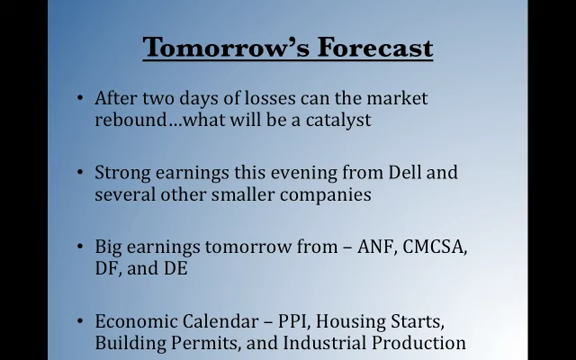 Tomorrow's Forecast
• After two days of losses can the market
rebound...what will be a catalyst
• Strong earnings this evening from Dell and
several other smaller companies
• Big earnings tomorrow from – ANF, CMCSA,
DF, and DE
• Economic Calendar – PPI, Housing Starts,
Building Permits, and Industrial Production